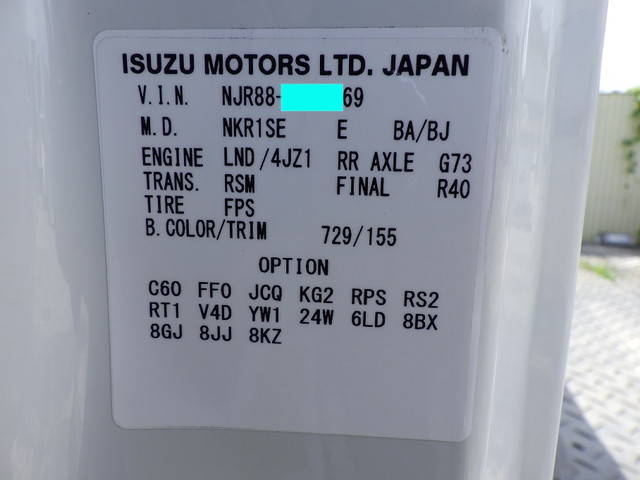 ISUZU MOTORS LTD. JAPAN
V.I.N. NJR88- 69
M.D. NKR1SE E BA/BJ
ENGINE LND/4JZ1 RR AXLE G73
TRANS. RSM FINAL R40
TIRE FPS
B.COLOR/TRIM 729/155
OPTION
C60 FF0 JCQ KG2 RPS RS2
RT1 V4D YW1 24W 6LD 8BX
8GJ 8JJ 8KZ